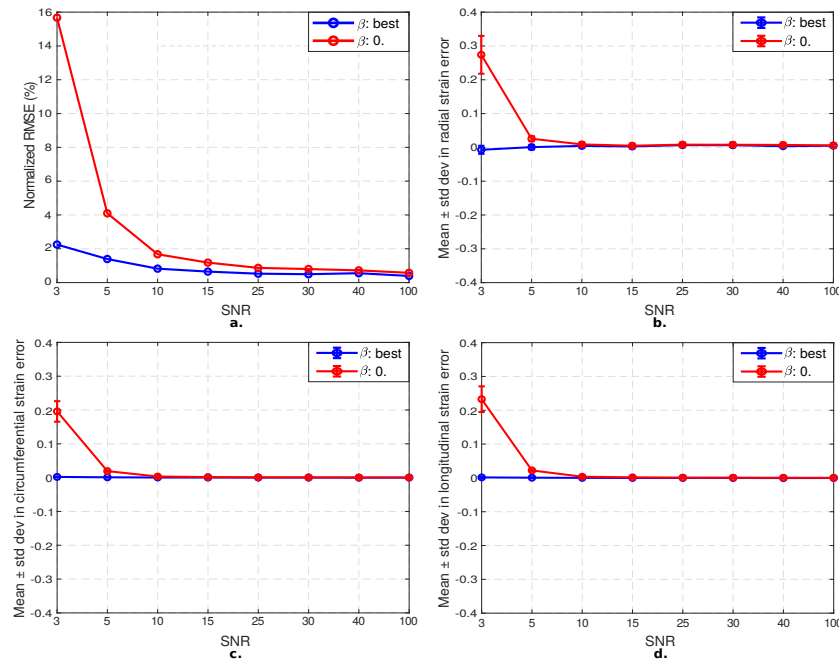 Normalized RMSE (%)
16
14
12
10
8
6
4
2
0
β: best
β: 0.
3 5 10 15 25 30 40 100
SNR
a.
Mean ± std dev in radial strain error
0.4
0.3
0.2
0.1
0
-0.1
-0.2
-0.3
-0.4
β: best
β: 0.
3 5 10 15 25 30 40 100
SNR
b.
Mean ± std dev in circumferential strain error
0.4
0.3
0.2
0.1
0
-0.1
-0.2
-0.3
-0.4
β: best
β: 0.
3 5 10 15 25 30 40 100
SNR
c.
Mean ± std dev in longitudinal strain error
0.4
0.3
0.2
0.1
0
-0.1
-0.2
-0.3
-0.4
β: best
β: 0.
3 5 10 15 25 30 40 100
SNR
d.